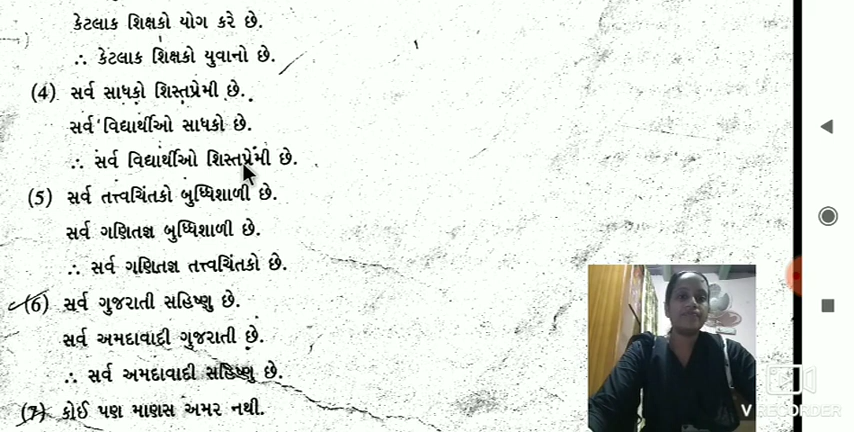 કેટલાક શિક્ષકો યોગ કરે છે.
∴ કેટલાક શિક્ષકો યુવાનો છે.
(4) સર્વ સાધકો શિસ્તપ્રેમી છે.
સર્વ વિદ્યાર્થીઓ સાધકો છે.
∴ સર્વ વિદ્યાર્થીઓ શિસ્તપ્રેમી છે.
(5) સર્વ તત્ત્વચિંતકો બુધ્ધિશાળી છે.
સર્વ ગણિતજ્ઞ બુધ્ધિશાળી છે.
∴ સર્વ ગણિતજ્ઞ તત્ત્વચિંતકો છે.
(6) સર્વ ગુજરાતી સહિષ્ણુ છે.
સર્વ અમદાવાદી ગુજરાતી છે.
∴ સર્વ અમદાવાદી સહિષ્ણુ છે.
(7) કોઈ પણ માણસ અમર નથી.
V RECORDER